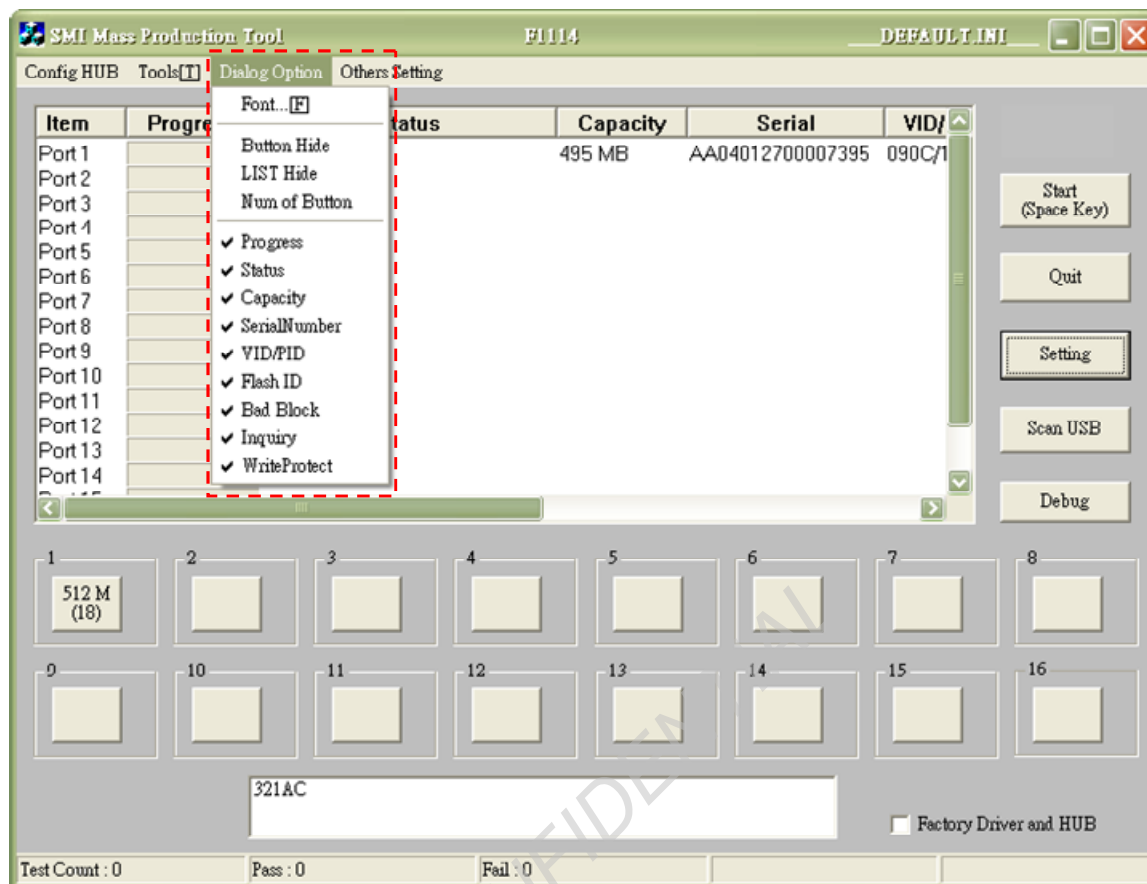 SMI Mass Production Tool F1114 DEFAULT.INI
Config HUB Tools[T] Dialog Option Others Setting
Font...[F]
Button Hide
LIST Hide
Num of Button
Progress
Status
Capacity
SerialNumber
VID/PID
Flash ID
Bad Block
Inquiry
WriteProtect
Item Progre tatus Capacity Serial VID/
Port 1 495 MB AA04012700007395 090C/1
Port 2
Port 3
Port 4
Port 5
Port 6
Port 7
Port 8
Port 9
Port 10
Port 11
Port 12
Port 13
Port 14
Start
(Space Key)
Quit
Setting
Scan USB
Debug
1 2 3 4 5 6 7 8
512 M
(18)
9 10 11 12 13 14 15 16
321AC
Factory Driver and HUB
Test Count : 0 Pass : 0 Fail : 0